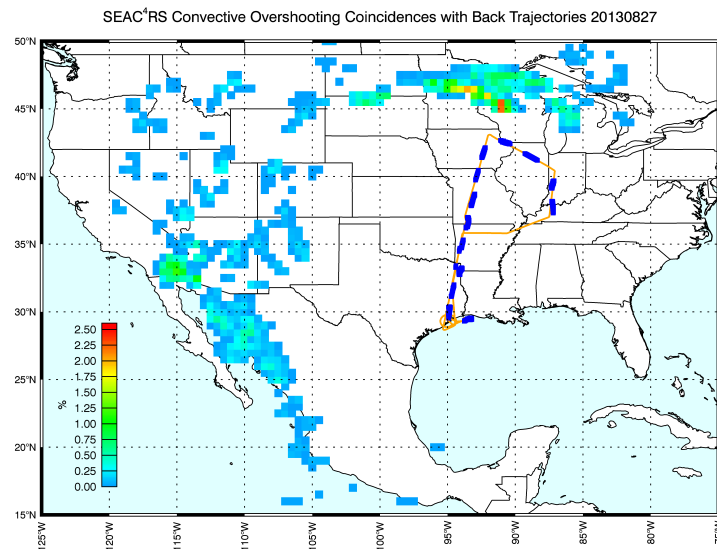 SEAC⁴RS Convective Overshooting Coincidences with Back Trajectories 20130827
50°N
45°N
40°N
35°N
30°N
25°N
20°N
15°N
2.50
2.25
2.00
1.75
1.50
1.25
1.00
0.75
0.50
0.25
0.00
%
125°W
120°W
115°W
110°W
105°W
100°W
95°W
90°W
85°W
80°W